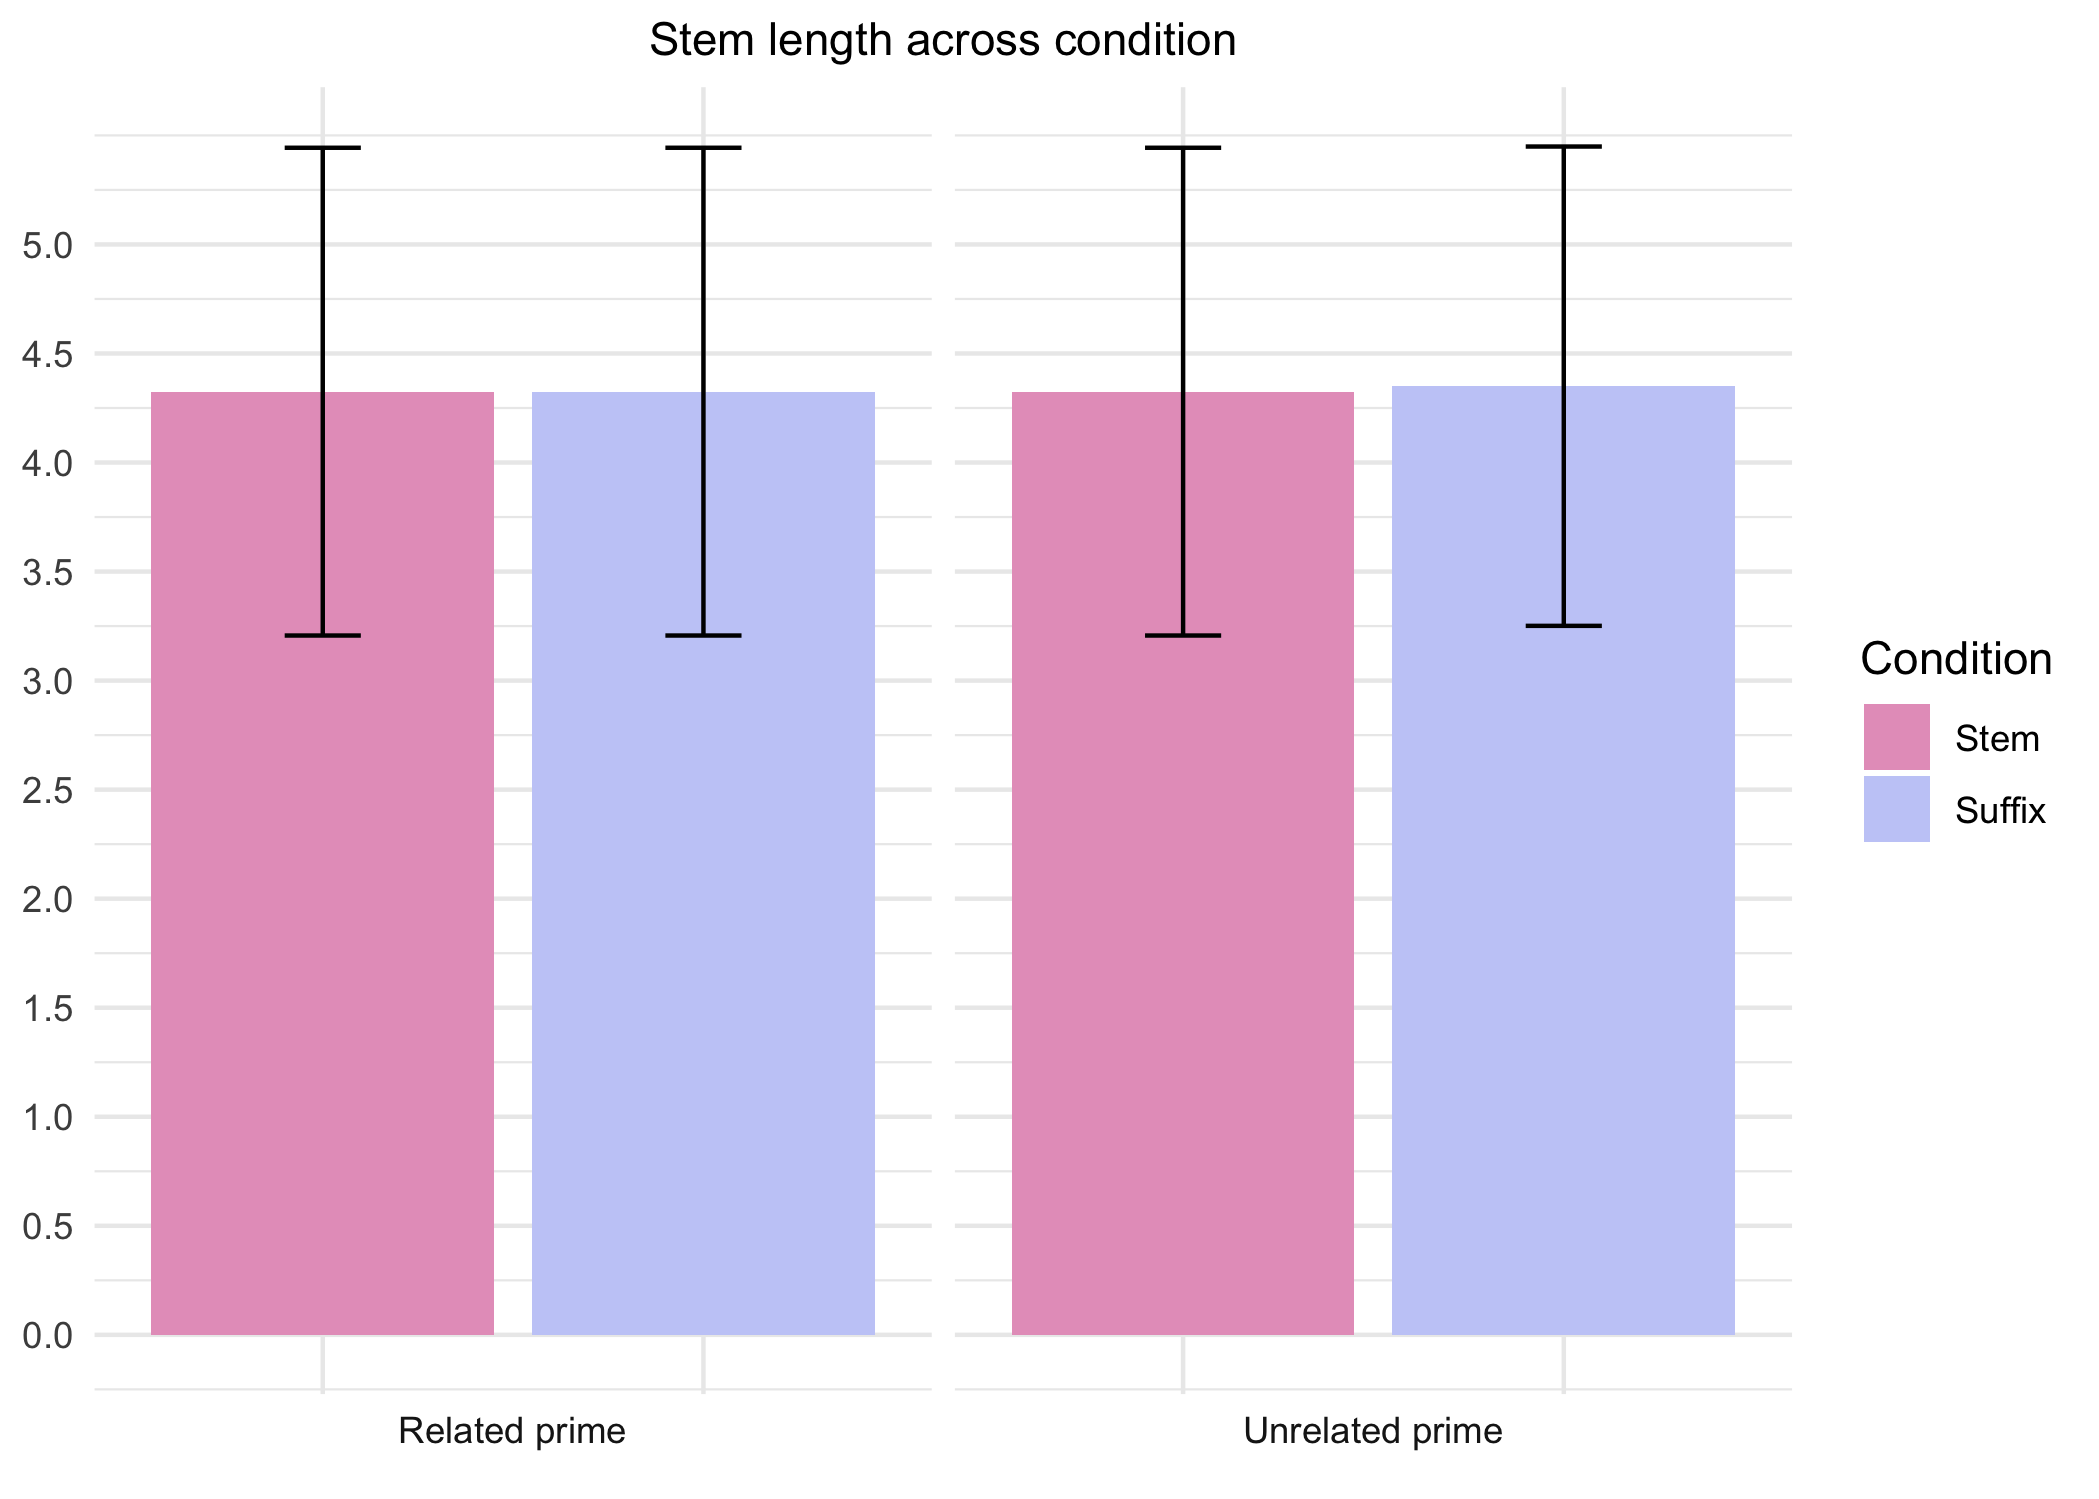 Stem length across condition
5.0
4.5
4.0
3.5
3.0
2.5
2.0
1.5
1.0
0.5
0.0
Related prime
Unrelated prime
Condition
Stem
Suffix